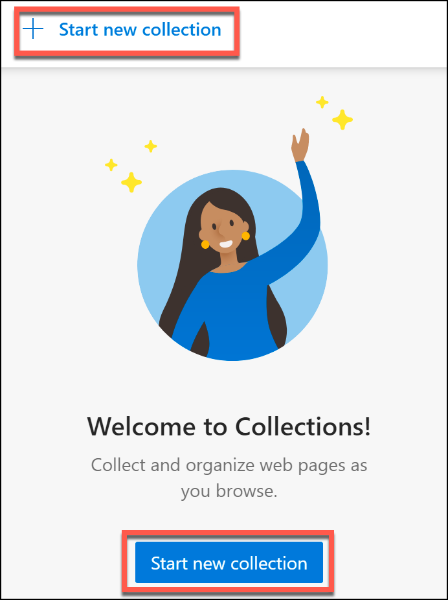 Start new collection
Welcome to Collections!
Collect and organize web pages as
you browse.
Start new collection